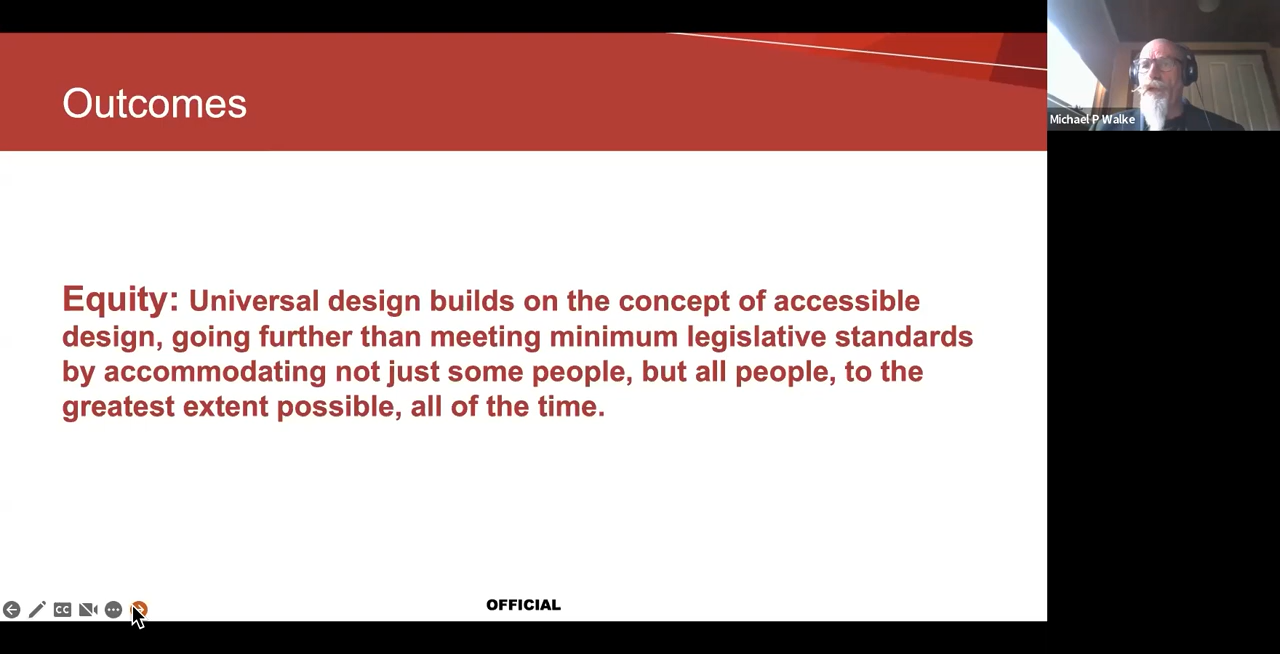 Outcomes
Michael P Walke
Equity: Universal design builds on the concept of accessible
design, going further than meeting minimum legislative standards
by accommodating not just some people, but all people, to the
greatest extent possible, all of the time.
CC
OFFICIAL